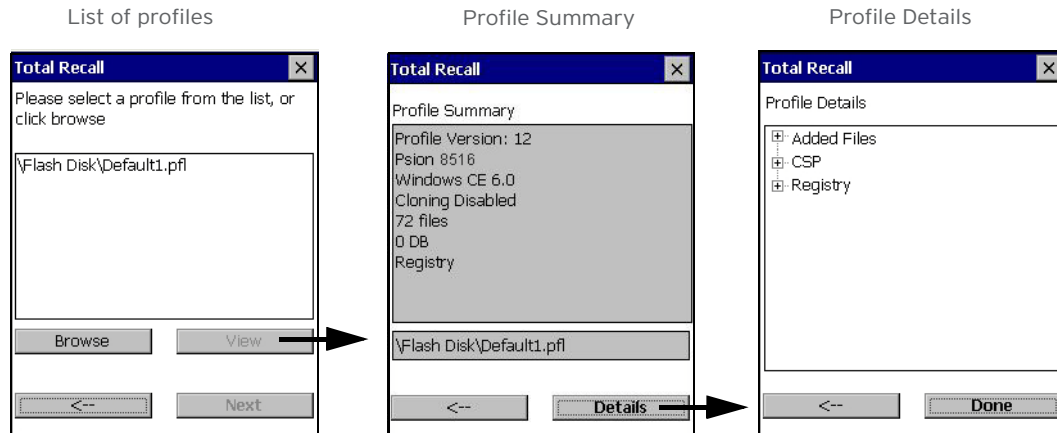 List of profiles
Profile Summary
Profile Details
Total Recall
Please select a profile from the list, or
click browse
\Flash Disk\Default1.pfl
Browse
View
<--
Next
Total Recall
Profile Summary
Profile Version: 12
Psion 8516
Windows CE 6.0
Cloning Disabled
72 files
0 DB
Registry
\Flash Disk\Default1.pfl
<--
Details
Total Recall
Profile Details
Added Files
CSP
Registry
<--
Done